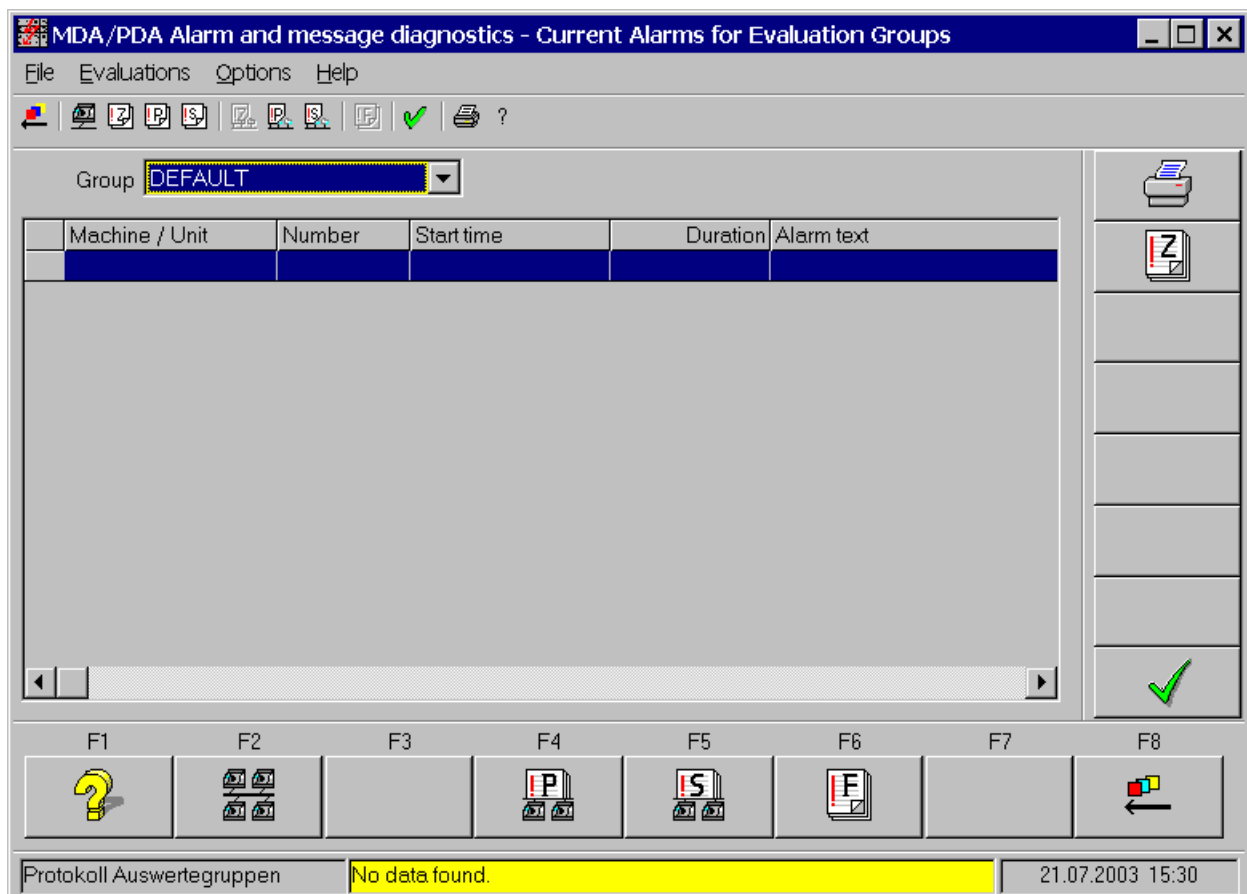 MDA/PDA Alarm and message diagnostics - Current Alarms for Evaluation Groups
File Evaluations Options Help
!Z !P !S !Z !P !S !F ?
Group DEFAULT
Machine / Unit Number Start time Duration Alarm text
!Z
F1 F2 F3 F4 F5 F6 F7 F8
? !P !S !F
Protokoll Auswertegruppen No data found. 21.07.2003 15:30